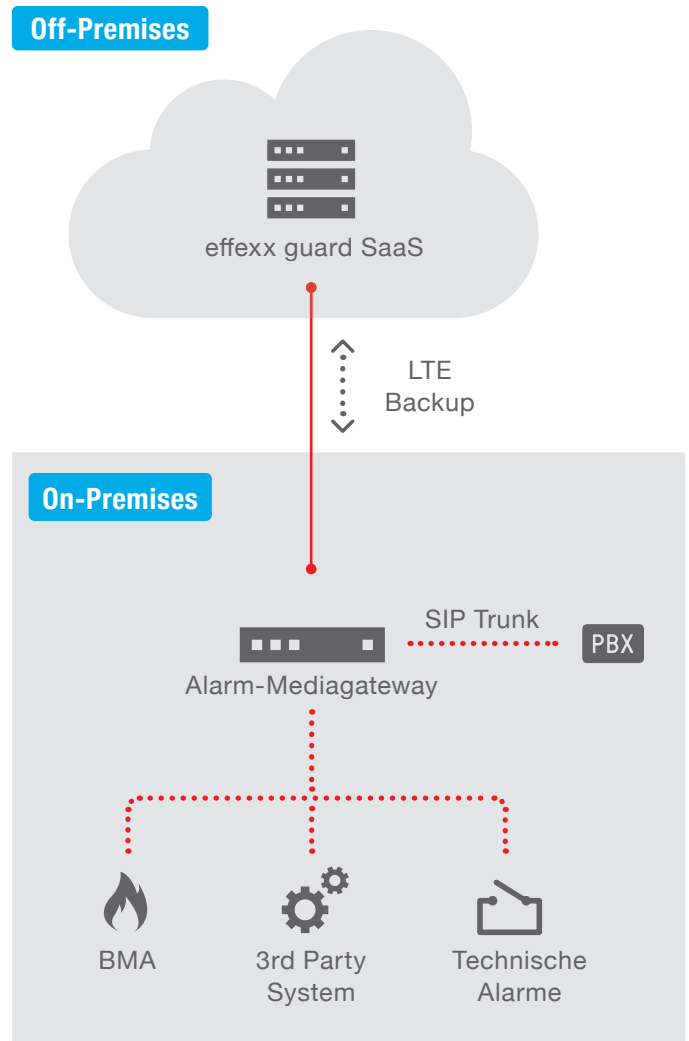 Off-Premises
effexx guard SaaS
LTE
Backup
On-Premises
SIP Trunk
PBX
Alarm-Mediagateway
BMA
3rd Party
System
Technische
Alarme